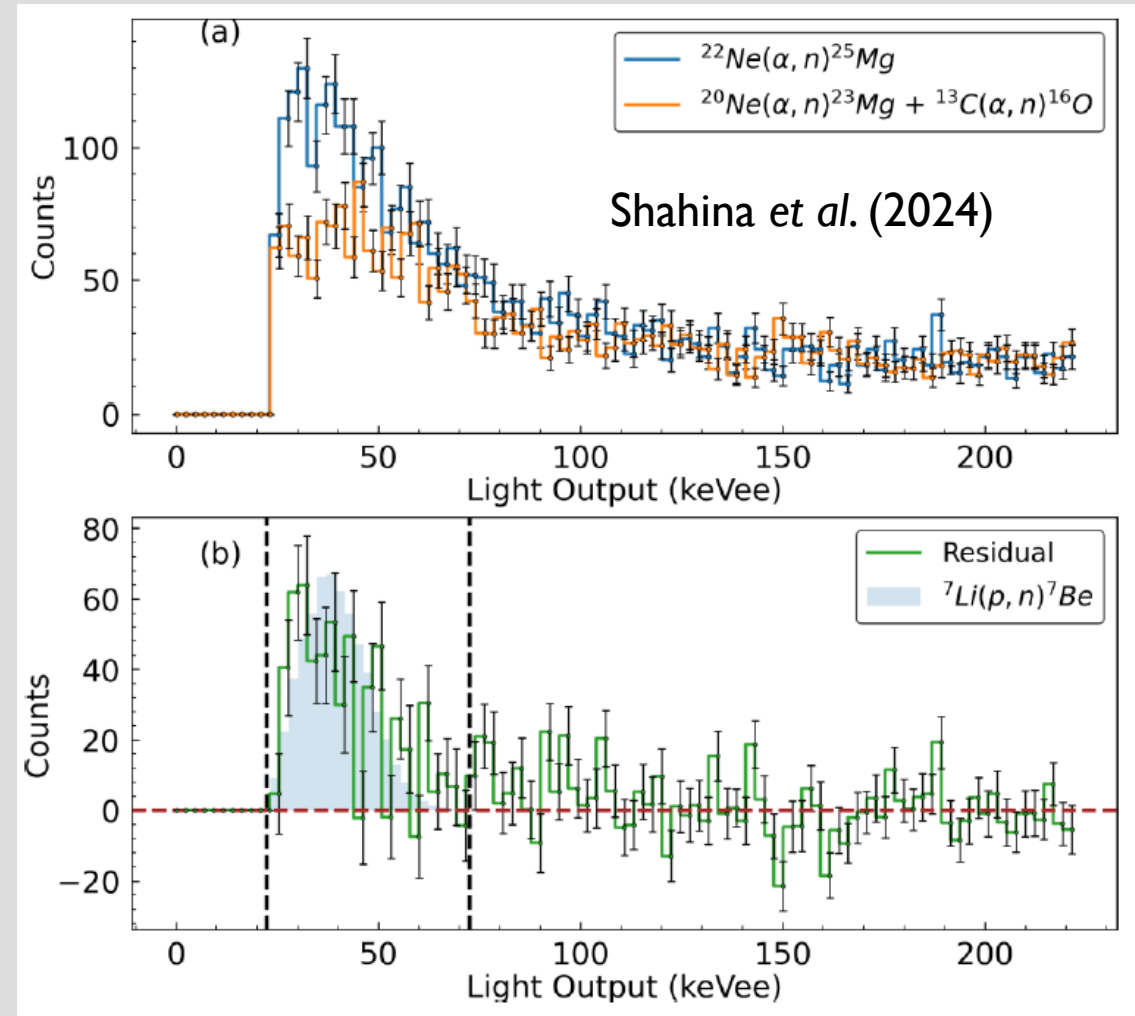 (a)
²²Ne(α, n)²⁵Mg
²⁰Ne(α, n)²³Mg + ¹³C(α, n)¹⁶O
Shahina et al. (2024)
Counts
100
50
0
0 50 100 150 200
Light Output (keVee)
(b)
Residual
⁷Li(p, n)⁷Be
Counts
80
60
40
20
0
−20
0 50 100 150 200
Light Output (keVee)